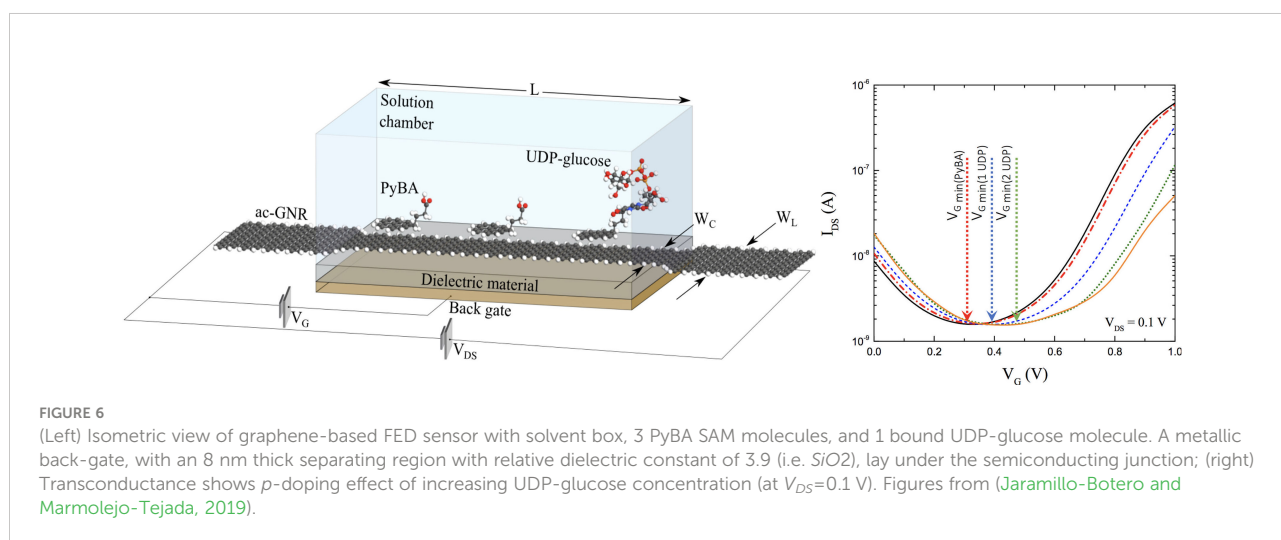 L
Solution
chamber
UDP-glucose
PyBA
ac-GNR
W_C
W_L
Dielectric material
Back gate
V_G
V_DS
I_DS (A)
10^-6
10^-7
10^-8
10^-9
V_G min(PyBA)
V_G min(1 UDP)
V_G min(2 UDP)
V_DS = 0.1 V
0.0 0.2 0.4 0.6 0.8 1.0
V_G (V)
FIGURE 6
(Left) Isometric view of graphene-based FED sensor with solvent box, 3 PyBA SAM molecules, and 1 bound UDP-glucose molecule. A metallic
back-gate, with an 8 nm thick separating region with relative dielectric constant of 3.9 (i.e. SiO2), lay under the semiconducting junction; (right)
Transconductance shows p-doping effect of increasing UDP-glucose concentration (at V_DS=0.1 V). Figures from (Jaramillo-Botero and
Marmolejo-Tejada, 2019).